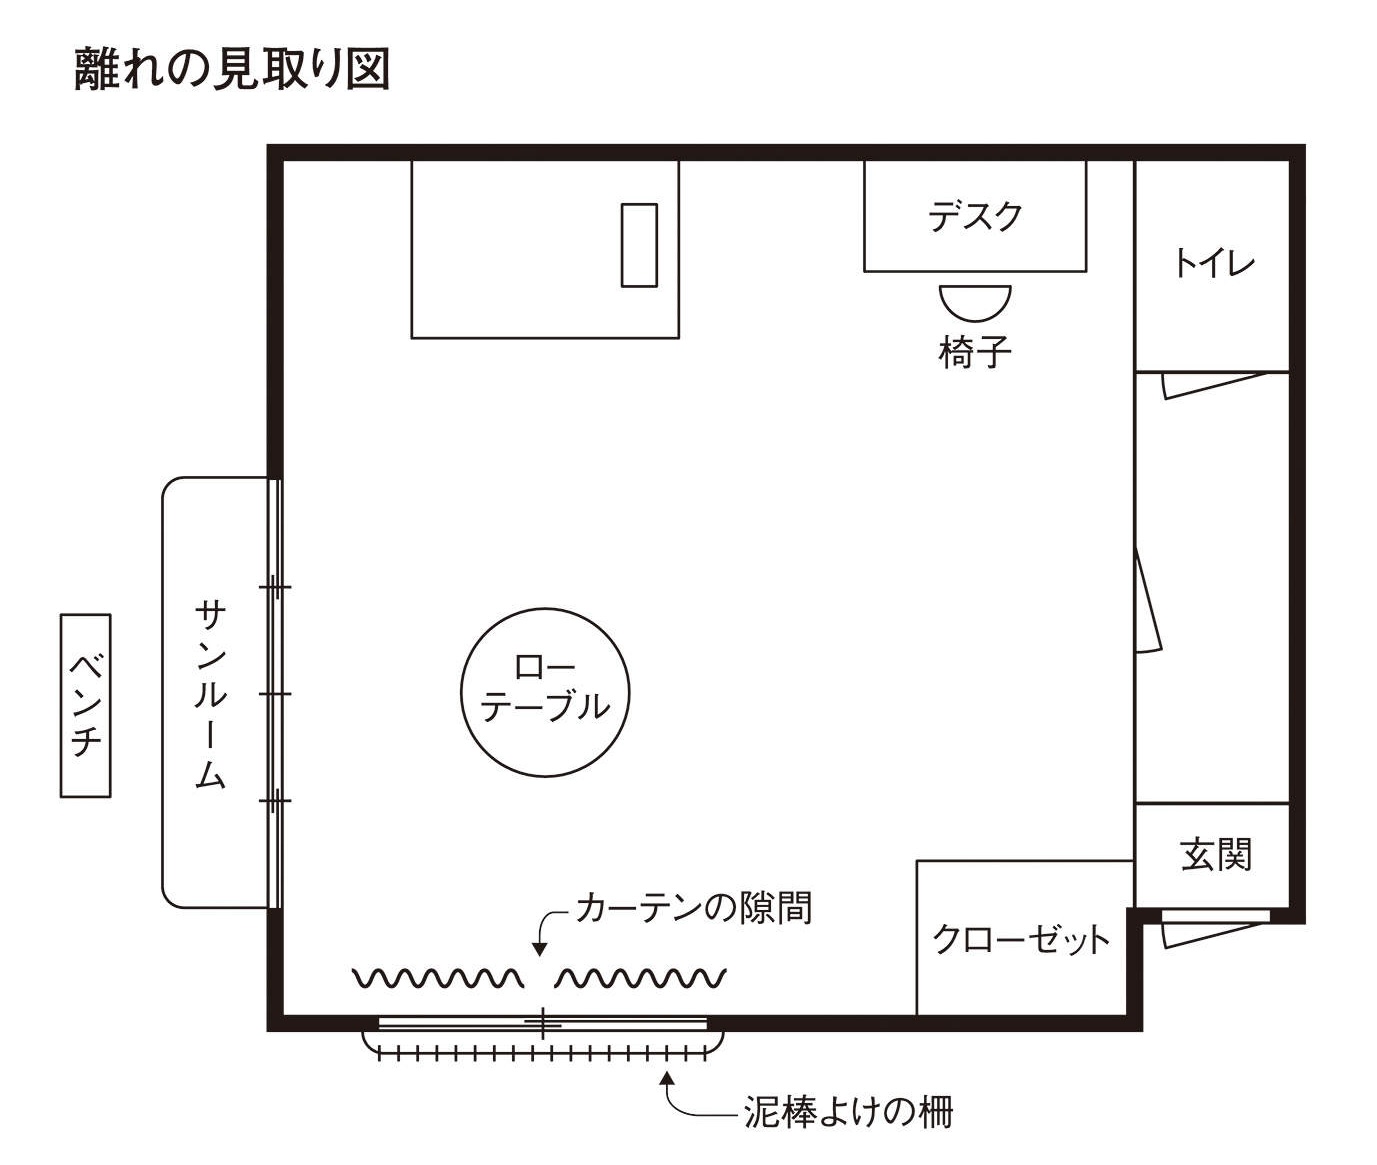 離れの見取り図
デスク
トイレ
椅子
サンルーム
ベンチ
ロー
テーブル
玄関
カーテンの隙間
クローゼット
泥棒よけの柵